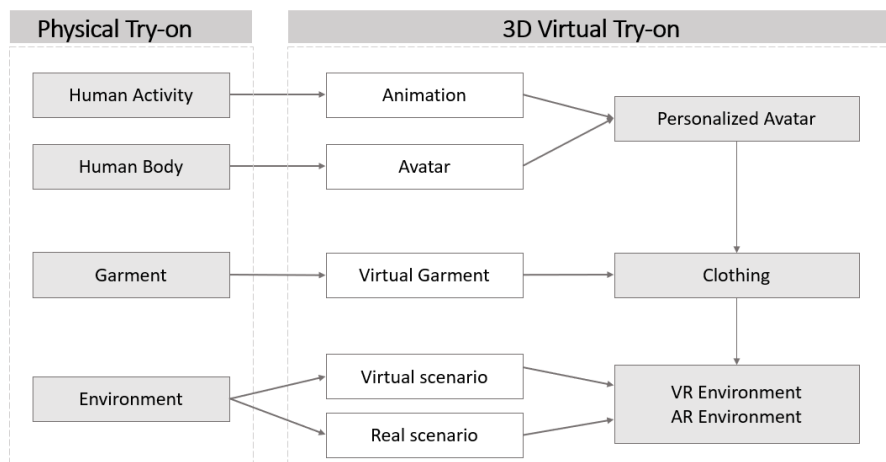 Physical Try-on
3D Virtual Try-on
Human Activity
Animation
Personalized Avatar
Human Body
Avatar
Garment
Virtual Garment
Clothing
Environment
Virtual scenario
Real scenario
VR Environment
AR Environment